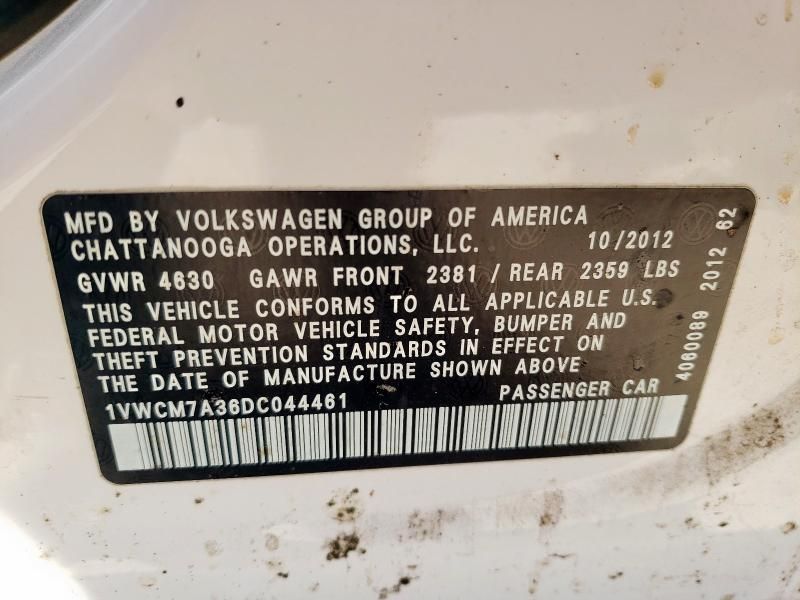 MFD BY VOLKSWAGEN GROUP OF AMERICA
CHATTANOOGA OPERATIONS, LLC. 10/2012
GVWR 4630 GAWR FRONT 2381 / REAR 2359 LBS
THIS VEHICLE CONFORMS TO ALL APPLICABLE U.S.
FEDERAL MOTOR VEHICLE SAFETY, BUMPER AND
THEFT PREVENTION STANDARDS IN EFFECT ON
THE DATE OF MANUFACTURE SHOWN ABOVE
1VWCM7A36DC044461 PASSENGER CAR
4060089 2012 62